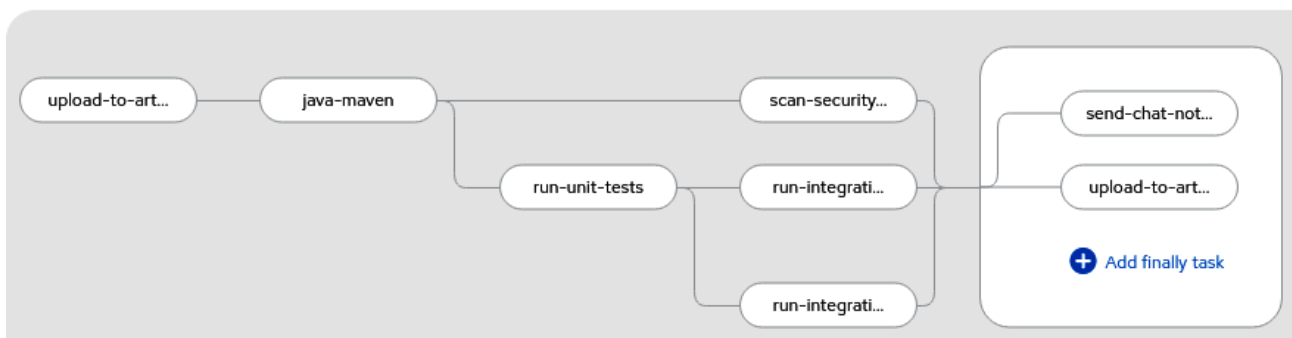 upload-to-art...
java-maven
scan-security...
send-chat-not...
run-unit-tests
run-integrati...
upload-to-art...
Add finally task
run-integrati...